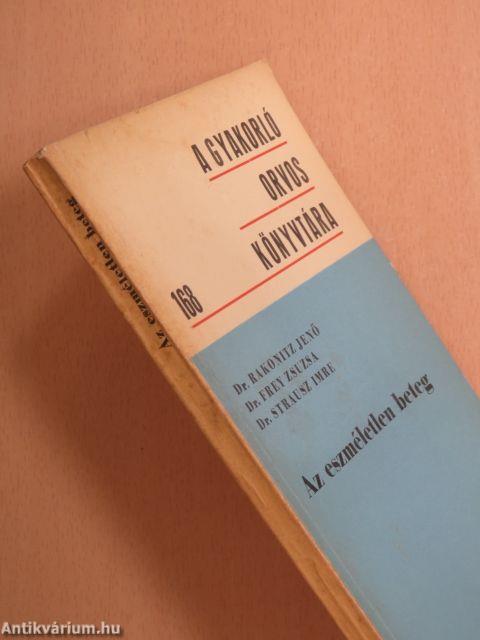 A GYAKORLÓ
ORVOS
KÖNYVTÁRA
168
Dr. RAKONITZ JENŐ
Dr. FREY ZSUZSA
Dr. STRAUSZ IMRE
Az eszméletlen beteg
Az eszméletlen beteg
Antikvárium.hu